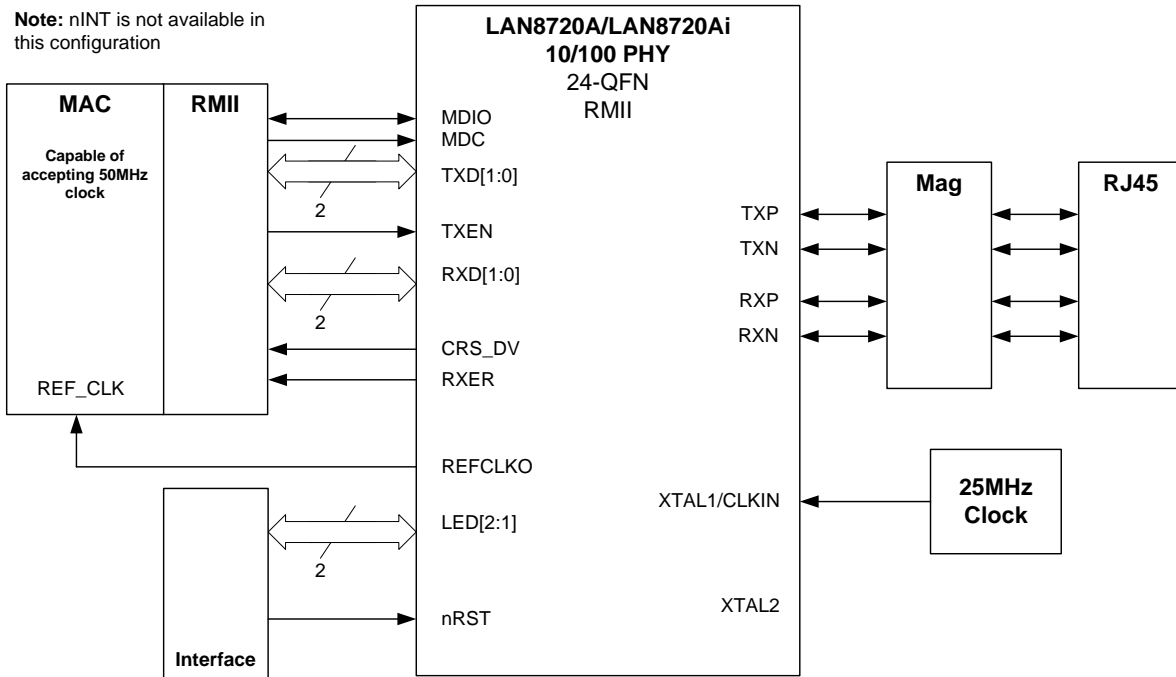 Note: nINT is not available in
this configuration
LAN8720A/LAN8720Ai
10/100 PHY
24-QFN
RMII
MAC
RMII
Capable of
accepting 50MHz
clock
REF_CLK
MDIO
MDC
TXD[1:0]
2
TXEN
RXD[1:0]
2
CRS_DV
RXER
REFCLKO
LED[2:1]
2
nRST
Interface
TXP
TXN
RXP
RXN
XTAL1/CLKIN
XTAL2
Mag
RJ45
25MHz
Clock